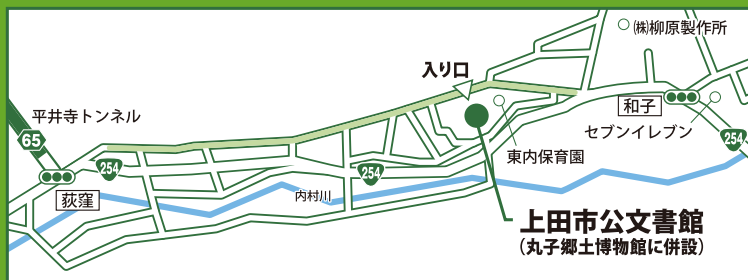 ㈱柳原製作所
入り口
平井寺トンネル
65
和子
セブンイレブン
254
東内保育園
254
254
荻窪
内村川
上田市公文書館
（丸子郷土博物館に併設）